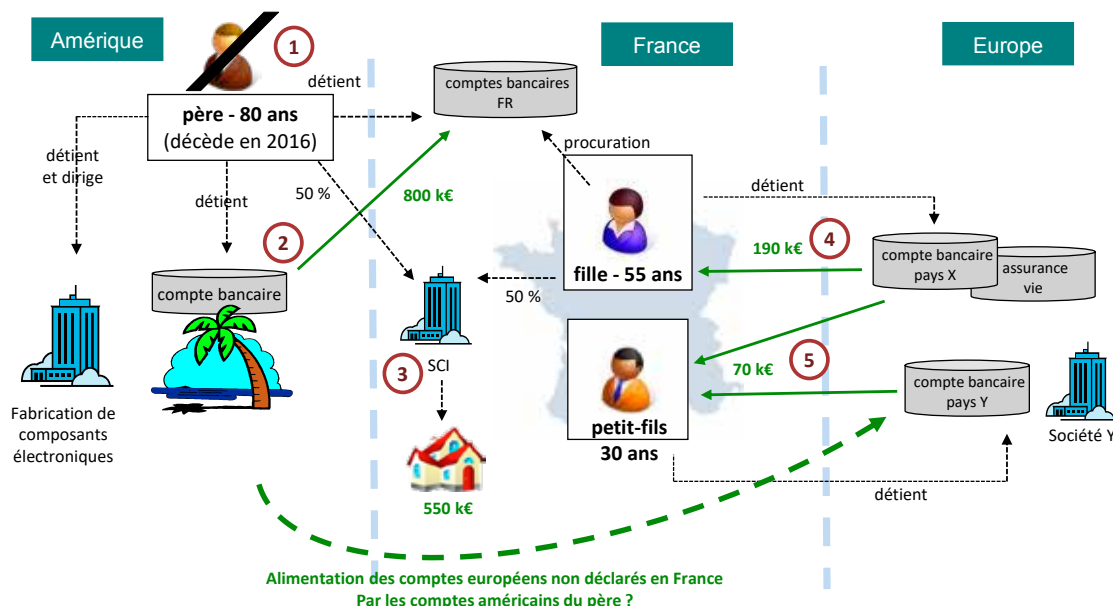 Amérique
France
Europe
1
détient
comptes bancaires
FR
père - 80 ans
(décède en 2016)
procuration
détient
et dirige
détient
50 %
800 k€
détient
2
190 k€
4
fille - 55 ans
compte bancaire
pays X
assurance
vie
compte bancaire
50 %
3
SCI
70 k€
5
compte bancaire
pays Y
Fabrication de
composants
électroniques
petit-fils
30 ans
Société Y
550 k€
détient
Alimentation des comptes européens non déclarés en France
Par les comptes américains du père ?